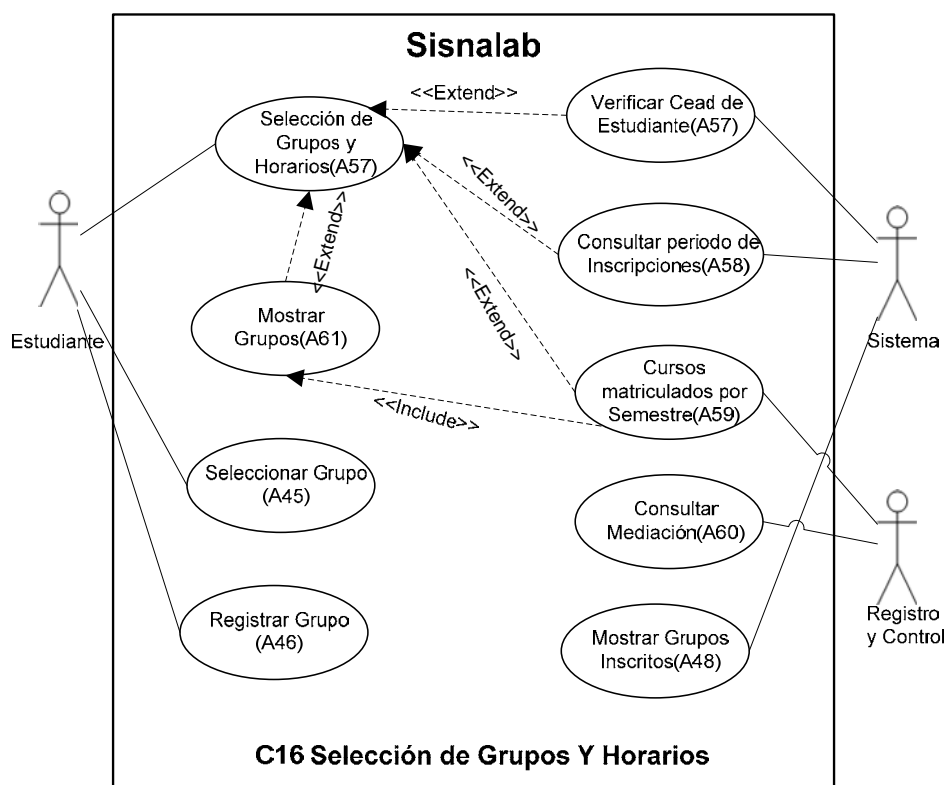 Sisnalab
<<Extend>>
Selección de
Grupos y
Horarios(A57)
Verificar Cead de
Estudiante(A57)
<<Extend>>
<<Extend>>
Consultar periodo de
Inscripciones(A58)
<<Extend>>
Mostrar
Grupos(A61)
Estudiante
Sistema
Cursos
matriculados por
Semestre(A59)
<<Include>>
Seleccionar Grupo
(A45)
Consultar
Mediación(A60)
Registrar Grupo
(A46)
Mostrar Grupos
Inscritos(A48)
Registro
y Control
C16 Selección de Grupos Y Horarios